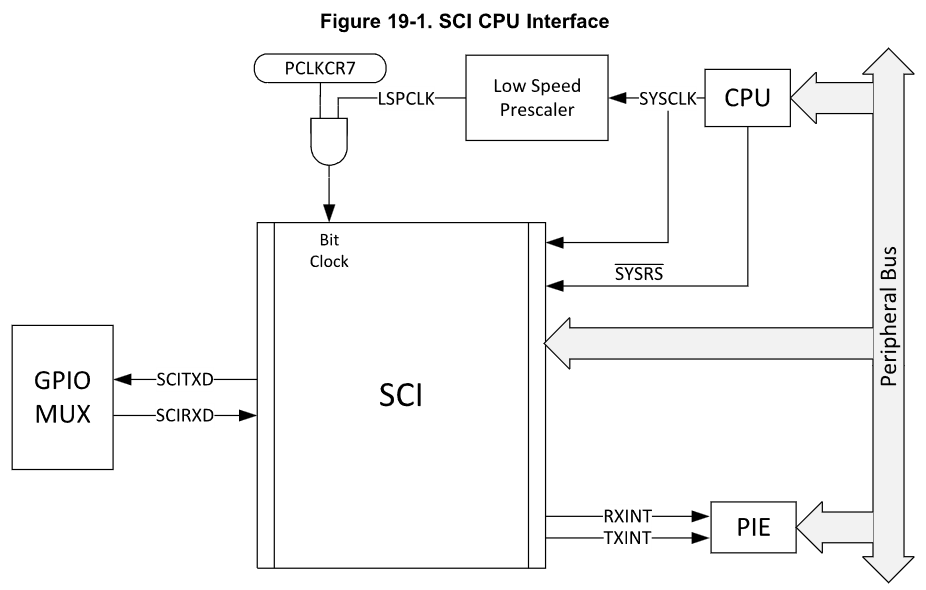 Figure 19-1. SCI CPU Interface
PCLKCR7
LSPCLK
Low Speed
Prescaler
SYSCLK
CPU
Bit
Clock
S̅Y̅S̅R̅S̅
Peripheral Bus
GPIO
MUX
SCITXD
SCIRXD
SCI
RXINT
TXINT
PIE